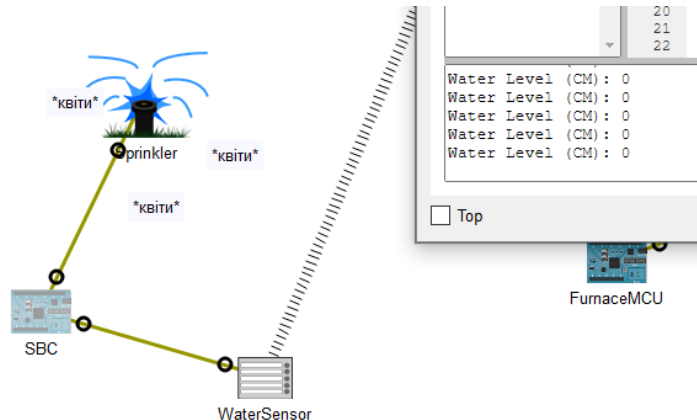 20
21
22
Water Level (CM): 0
Water Level (CM): 0
Water Level (CM): 0
Water Level (CM): 0
Water Level (CM): 0
Top
*квіти*
Sprinkler
*квіти*
*квіти*
FurnaceMCU
SBC
WaterSensor